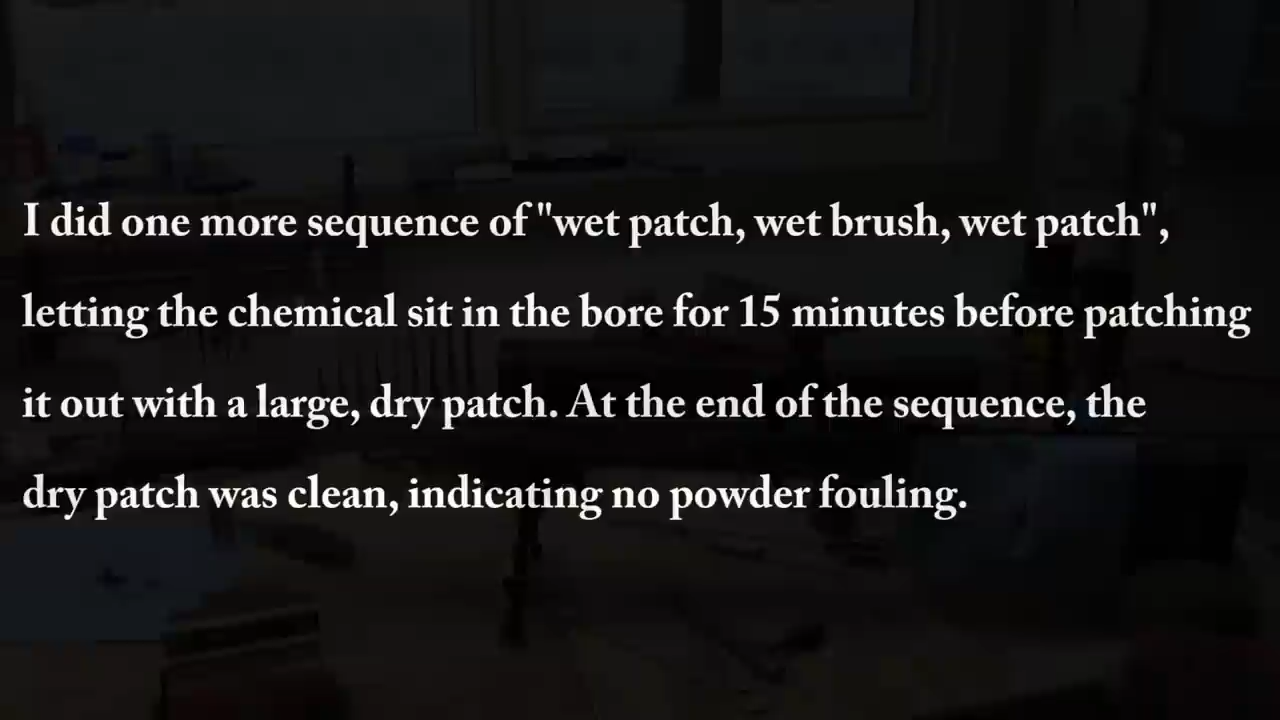 I did one more sequence of "wet patch, wet brush, wet patch",
letting the chemical sit in the bore for 15 minutes before patching
it out with a large, dry patch. At the end of the sequence, the
dry patch was clean, indicating no powder fouling.